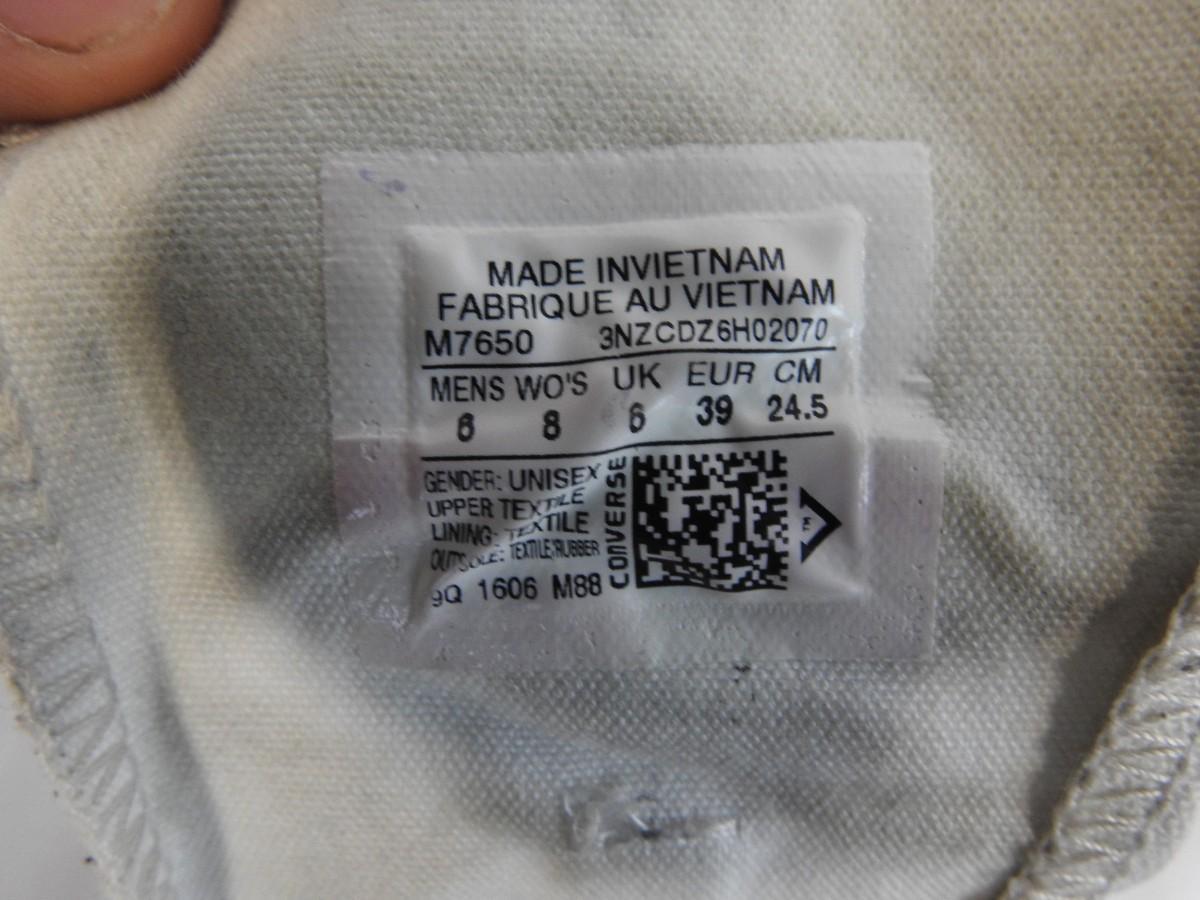 MADE INVIETNAM
FABRIQUE AU VIETNAM
M7650 3NZCDZ6H02070
MENS WO'S UK EUR CM
6 8 6 39 24.5
GENDER: UNISEX
UPPER TEXTILE
LINING: TEXTILE
OUTSOLE: TEXTILE/RUBBER
9Q 1606 M88
CONVERSE